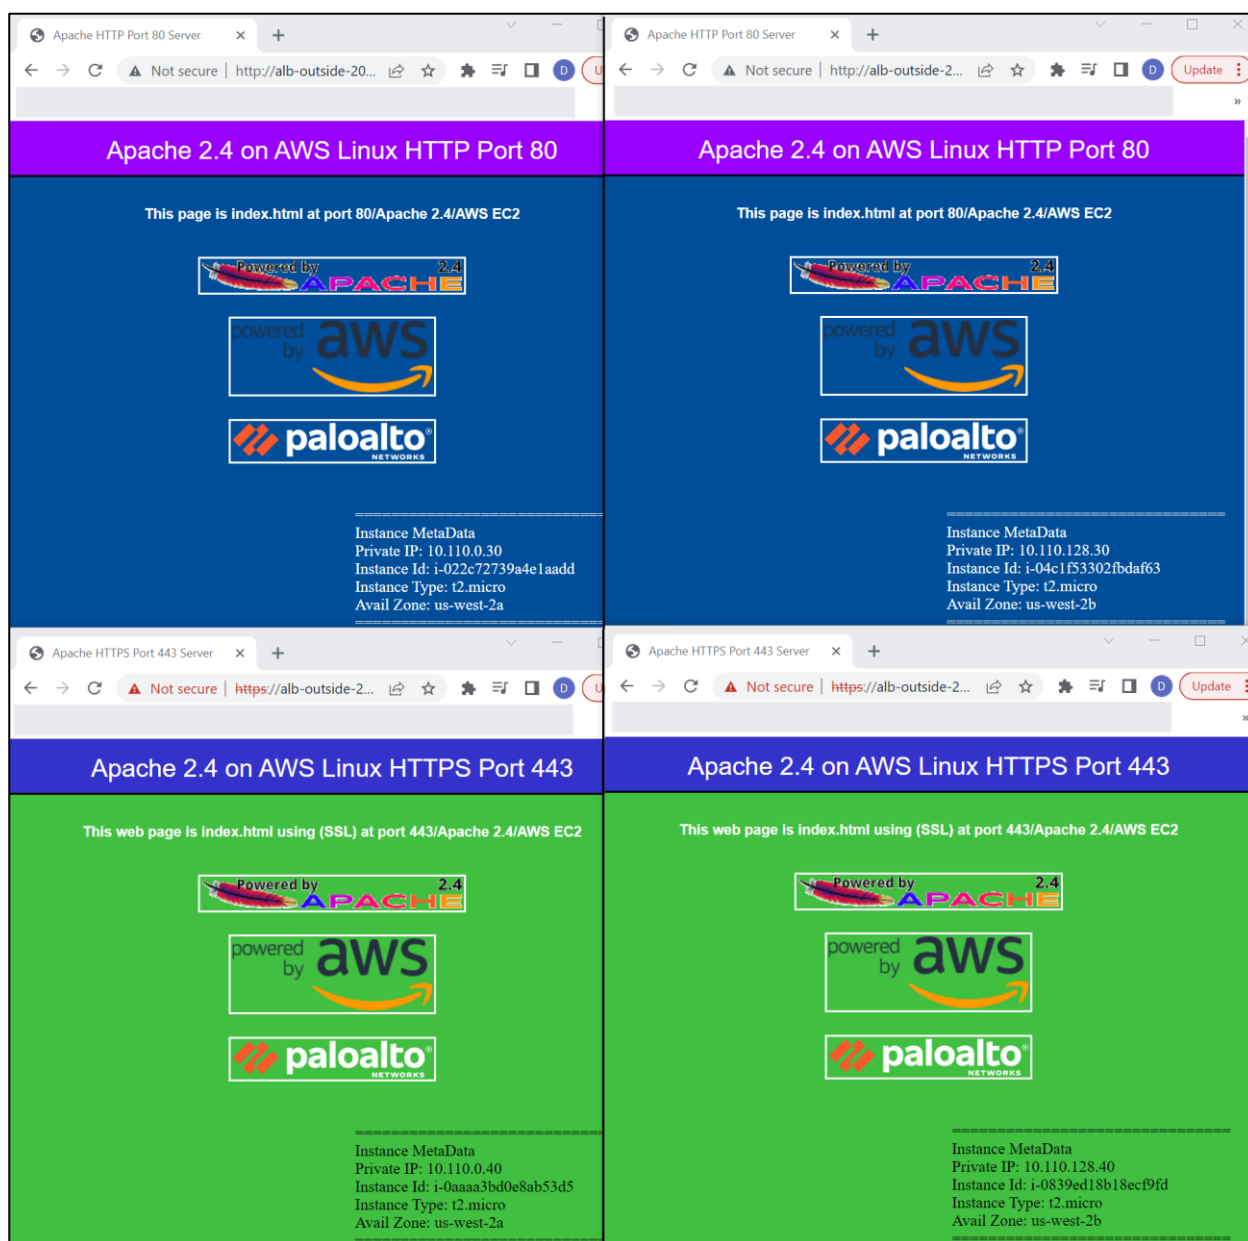 Apache HTTP Port 80 Server
Not secure
http://alb-outside-20...
D
Apache 2.4 on AWS Linux HTTP Port 80
This page is index.html at port 80/Apache 2.4/AWS EC2
Powered by 2.4
APACHE
powered
by aws
paloalto®
NETWORKS
================================
Instance MetaData
Private IP: 10.110.0.30
Instance Id: i-022c72739a4e1aadd
Instance Type: t2.micro
Avail Zone: us-west-2a
Apache HTTP Port 80 Server
Not secure
http://alb-outside-2...
D
Update
»
Apache 2.4 on AWS Linux HTTP Port 80
This page is index.html at port 80/Apache 2.4/AWS EC2
Powered by 2.4
APACHE
powered
by aws
paloalto®
NETWORKS
Instance MetaData
Private IP: 10.110.128.30
Instance Id: i-04c1f53302fbdaf63
Instance Type: t2.micro
Avail Zone: us-west-2b
Apache HTTPS Port 443 Server
Not secure
https://alb-outside-2...
D
Apache 2.4 on AWS Linux HTTPS Port 443
This web page is index.html using (SSL) at port 443/Apache 2.4/AWS EC2
Powered by 2.4
APACHE
powered
by aws
paloalto®
NETWORKS
Instance MetaData
Private IP: 10.110.0.40
Instance Id: i-0aaaa3bd0e8ab53d5
Instance Type: t2.micro
Avail Zone: us-west-2a
Apache HTTPS Port 443 Server
Not secure
https://alb-outside-2...
D
Update
»
Apache 2.4 on AWS Linux HTTPS Port 443
This web page is index.html using (SSL) at port 443/Apache 2.4/AWS EC2
Powered by 2.4
APACHE
powered
by aws
paloalto®
NETWORKS
Instance MetaData
Private IP: 10.110.128.40
Instance Id: i-0839ed18b18ecf9fd
Instance Type: t2.micro
Avail Zone: us-west-2b